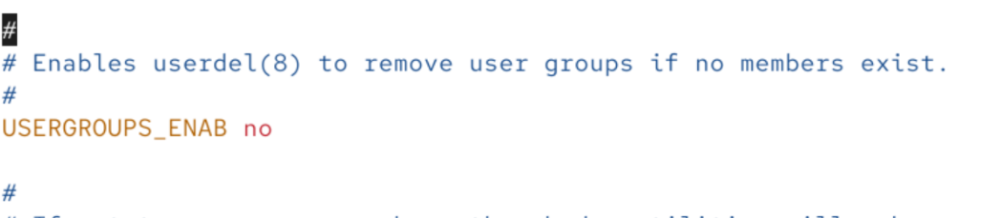 #
# Enables userdel(8) to remove user groups if no members exist.
#
USERGROUPS_ENAB no
#